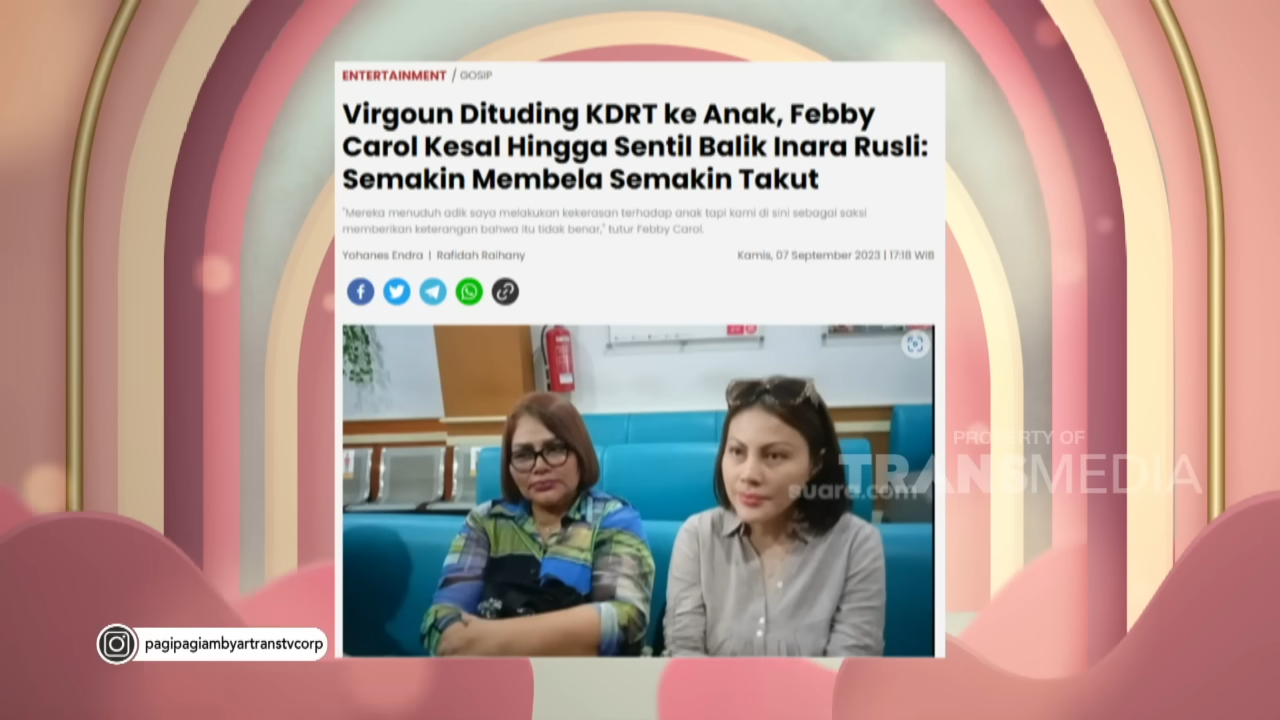 ENTERTAINMENT / GOSIP
Virgoun Dituding KDRT ke Anak, Febby
Carol Kesal Hingga Sentil Balik Inara Rusli:
Semakin Membela Semakin Takut
"Mereka menuduh adik saya melakukan kekerasan terhadap anak tapi kami di sini sebagai saksi
memberikan keterangan bahwa itu tidak benar," tutur Febby Carol.
Yohanes Endra | Rafidah Raihany
Kamis, 07 September 2023 | 17:18 WIB
PROPERTY OF
TRANSMEDIA
suara.com
pagipagiambyartranstvcorp